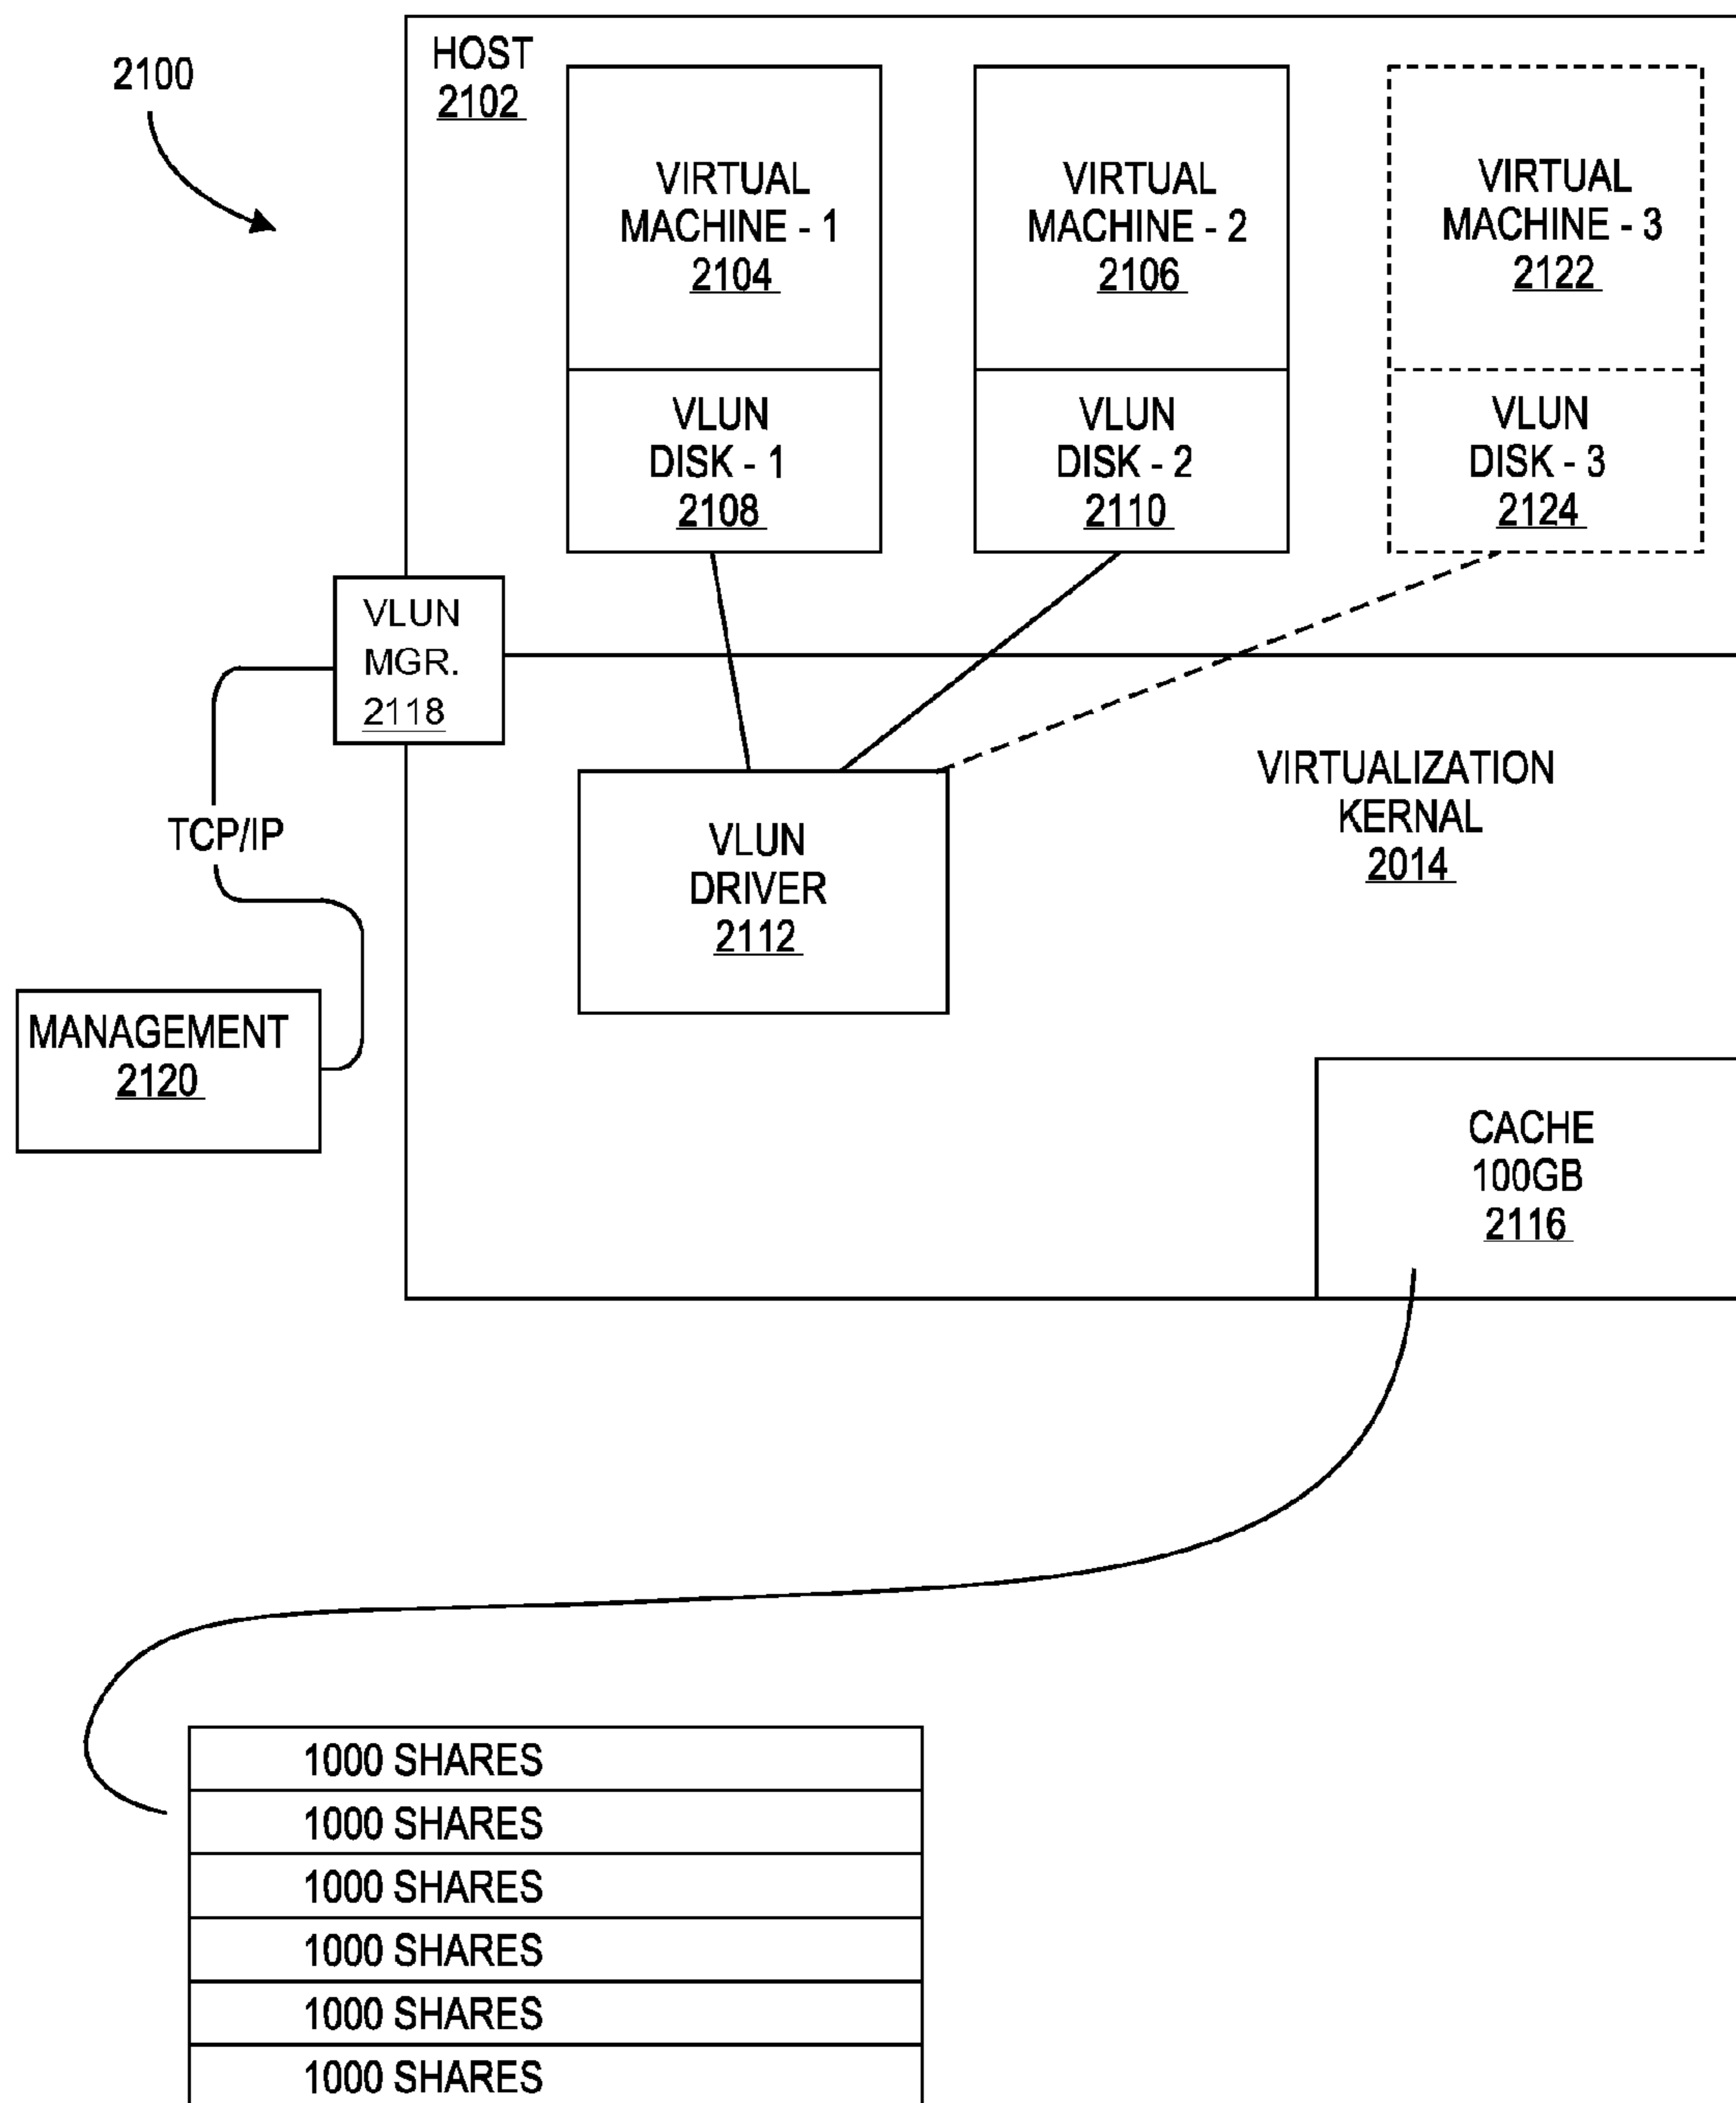 2100
HOST
2102
VIRTUAL
MACHINE - 1
2104
VLUN
DISK - 1
2108
VIRTUAL
MACHINE - 2
2106
VLUN
DISK - 2
2110
VIRTUAL
MACHINE - 3
2122
VLUN
DISK - 3
2124
VLUN
MGR.
2118
TCP/IP
MANAGEMENT
2120
VLUN
DRIVER
2112
VIRTUALIZATION
KERNAL
2014
CACHE
100GB
2116
1000 SHARES
1000 SHARES
1000 SHARES
1000 SHARES
1000 SHARES
1000 SHARES